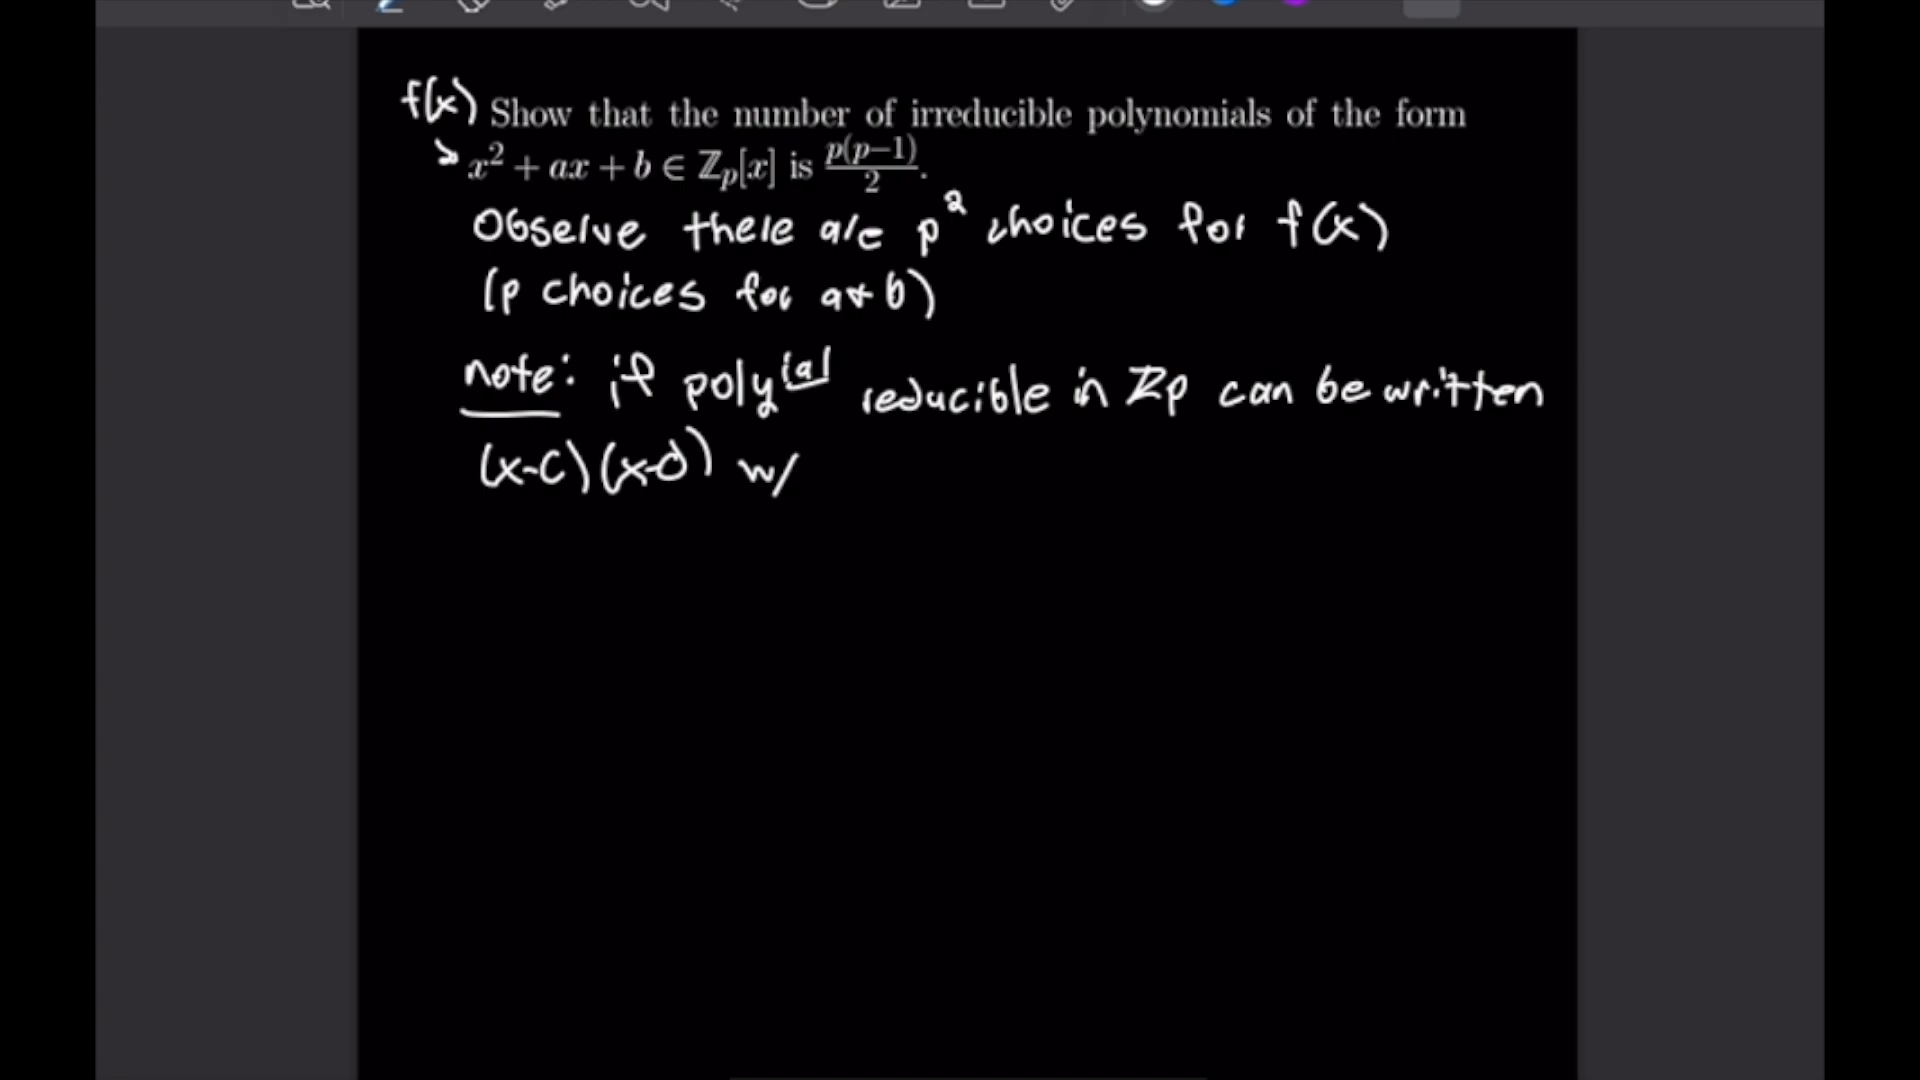 f(x) Show that the number of irreducible polynomials of the form
↘ x² + ax + b ∈ ℤₚ[x] is p(p−1)/2.
Observe there are p² choices for f(x)
(p choices for a & b)
note: if poly is reducible in Zp can be written
(x-c)(x-d) w/